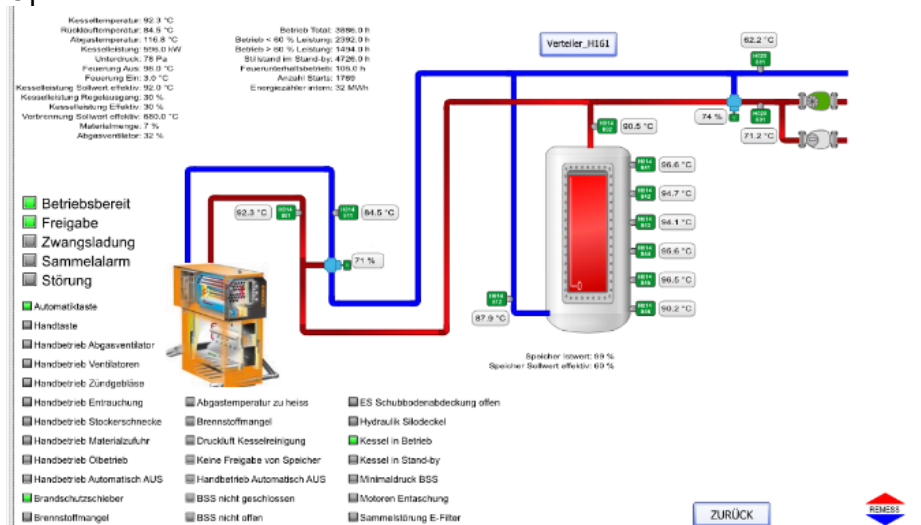 Kesseltemperatur: 92.3 °C
Rücklauftemperatur: 84.5 °C
Abgastemperatur: 116.8 °C
Kesselleistung: 596.0 kW
Unterdruck: 78 Pa
Feuerung Aus: 98.0 °C
Feuerung Ein: 3.0 °C
Kesselleistung Sollwert effektiv: 92.0 °C
Kesselleistung Regelausgang: 30 %
Kesselleistung Effektiv: 30 %
Verbrennung Sollwert effektiv: 680.0 °C
Materialmenge: 7 %
Abgasventilator: 32 %
Betrieb Total: 3886.0 h
Betrieb < 60 % Leistung: 2392.0 h
Betrieb > 60 % Leistung: 1494.0 h
Stillstand im Stand-by: 4726.0 h
Feuerunterhaltsbetrieb: 105.0 h
Anzahl Starts: 1769
Energiezähler intern: 32 MWh
Verteiler_H161
62.2 °C
74 %
71.2 °C
90.5 °C
96.6 °C
94.7 °C
94.1 °C
95.6 °C
96.5 °C
90.2 °C
92.3 °C
84.5 °C
71 %
87.9 °C
Speicher Istwert: 99 %
Speicher Sollwert effektiv: 60 %
Betriebsbereit
Freigabe
Zwangsladung
Sammelalarm
Störung
Automatiktaste
Handtaste
Handbetrieb Abgasventilator
Handbetrieb Ventilatoren
Handbetrieb Zündgebläse
Handbetrieb Entrauchung
Handbetrieb Stockerschnecke
Handbetrieb Materialzufuhr
Handbetrieb Ölbetrieb
Handbetrieb Automatisch AUS
Brandschutzschieber
Brennstoffmangel
Abgastemperatur zu heiss
Brennstoffmangel
Druckluft Kesselreinigung
Keine Freigabe von Speicher
Handbetrieb Automatisch AUS
BSS nicht geschlossen
BSS nicht offen
ES Schubbodenabdeckung offen
Hydraulik Silodeckel
Kessel in Betrieb
Kessel in Stand-by
Minimaldruck BSS
Motoren Entaschung
Sammelstörung E-Filter
ZURÜCK
REMESS